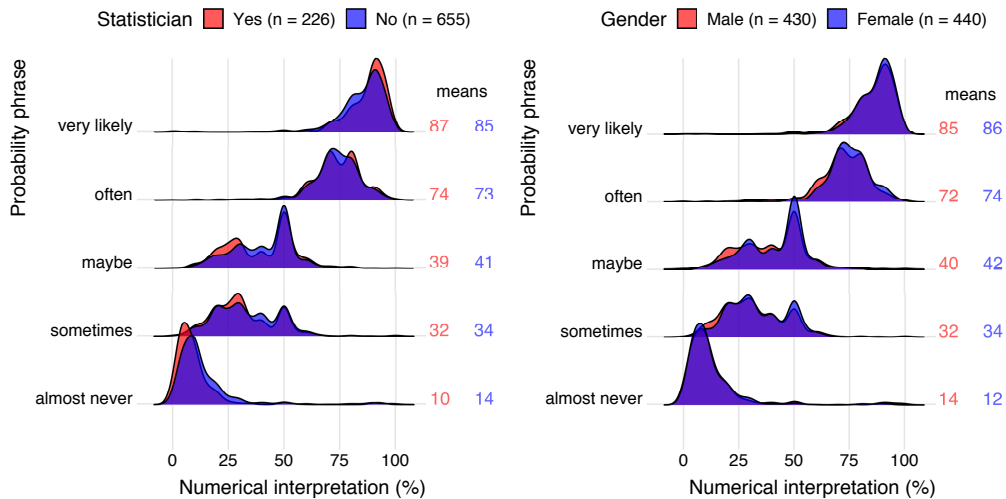 Statistician Yes (n = 226) No (n = 655)
Probability phrase
means
very likely 87 85
often 74 73
maybe 39 41
sometimes 32 34
almost never 10 14
0 25 50 75 100
Numerical interpretation (%)
Gender Male (n = 430) Female (n = 440)
Probability phrase
means
very likely 85 86
often 72 74
maybe 40 42
sometimes 32 34
almost never 14 12
0 25 50 75 100
Numerical interpretation (%)